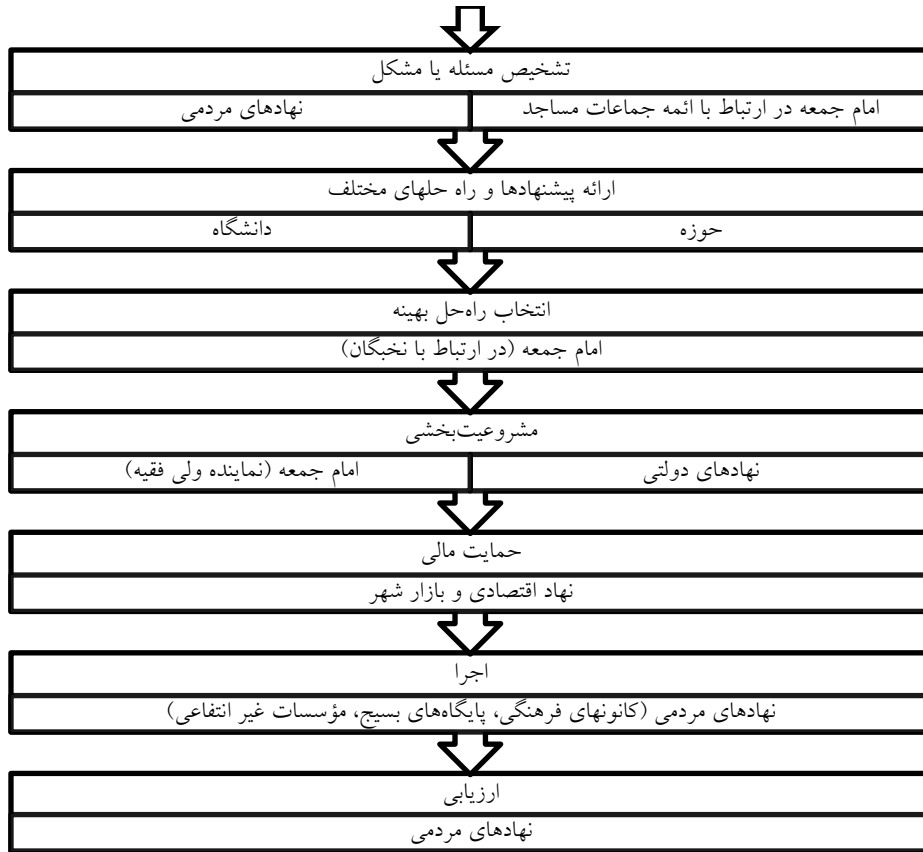 تشخیص مسئله یا مشکل
امام جمعه در ارتباط با ائمه جماعات مساجد
نهادهای مردمی
ارائه پیشنهادها و راه حلهای مختلف
حوزه
دانشگاه
انتخاب راه‌حل بهینه
امام جمعه (در ارتباط با نخبگان)
مشروعیت‌بخشی
نهادهای دولتی
امام جمعه (نماینده ولی فقیه)
حمایت مالی
نهاد اقتصادی و بازار شهر
اجرا
نهادهای مردمی (کانونهای فرهنگی، پایگاه‌های بسیج، مؤسسات غیر انتفاعی)
ارزیابی
نهادهای مردمی